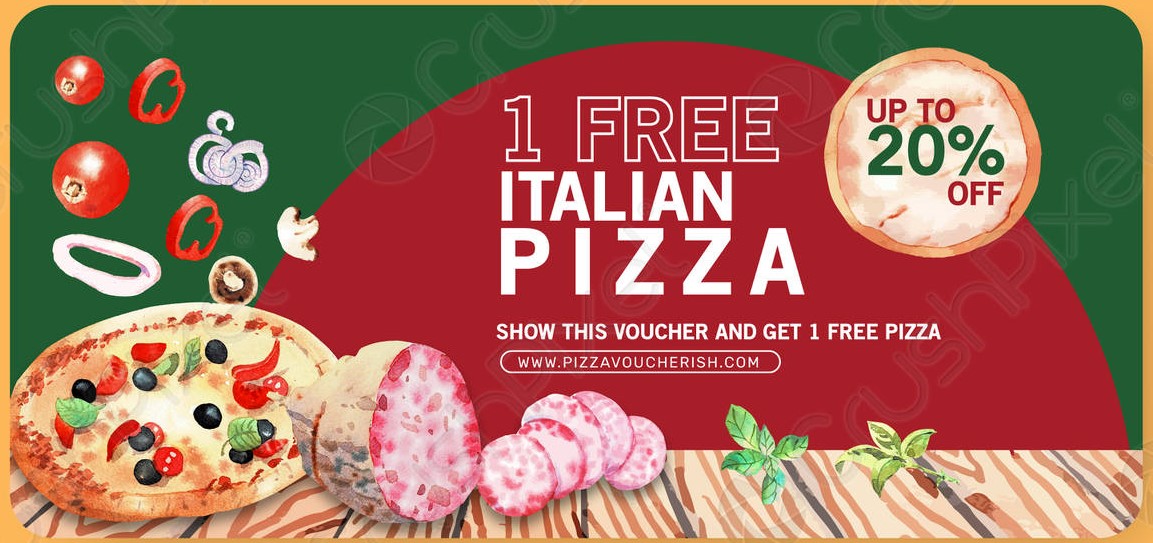 1 FREE
ITALIAN
PIZZA
UP TO
20%
OFF
SHOW THIS VOUCHER AND GET 1 FREE PIZZA
WWW.PIZZAVOUCHERISH.COM
crushpixel